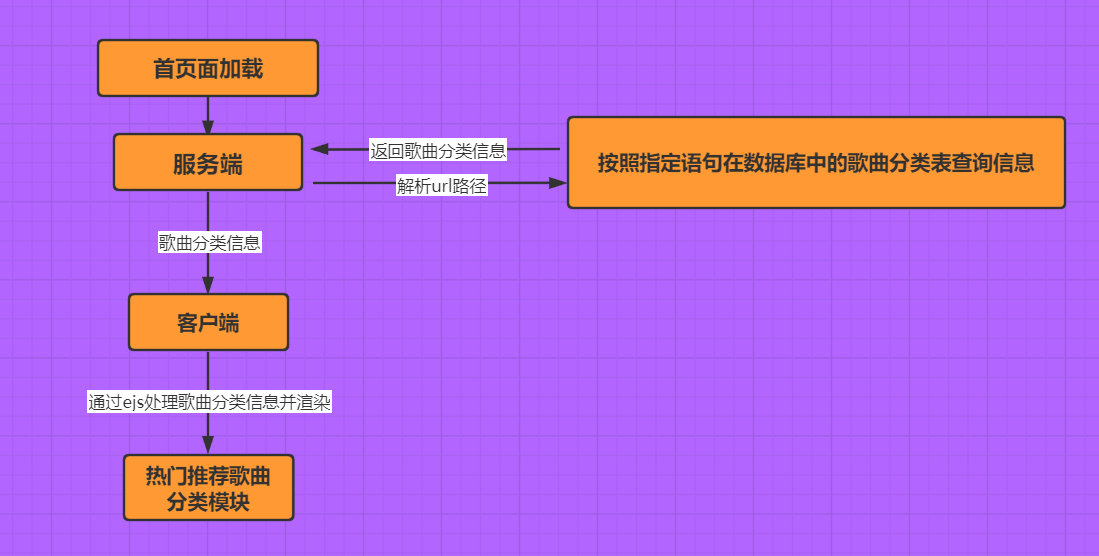 首页面加载
服务端
返回歌曲分类信息
按照指定语句在数据库中的歌曲分类表查询信息
解析url路径
歌曲分类信息
客户端
通过ejs处理歌曲分类信息并渲染
热门推荐歌曲
分类模块